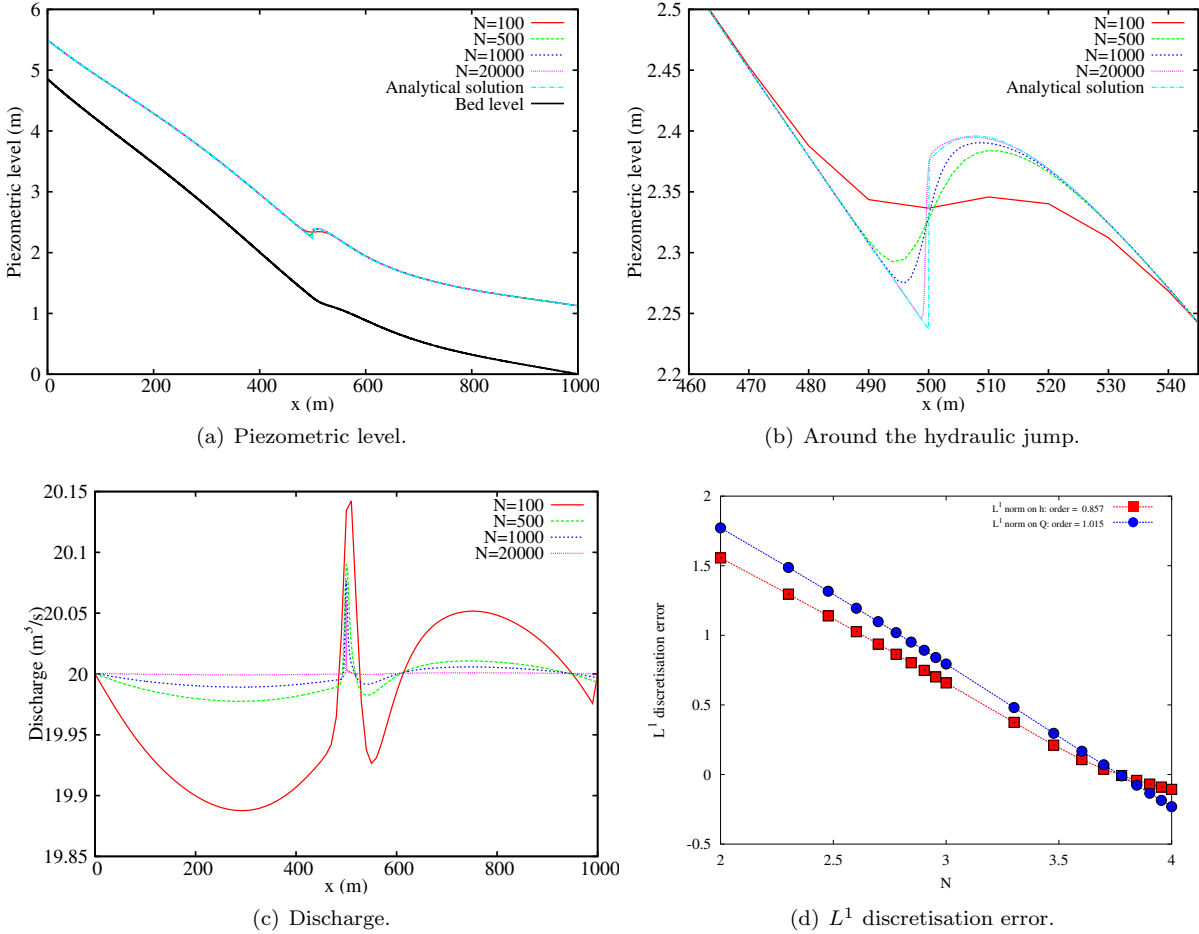 6
5
4
3
2
1
0
Piezometric level (m)
0 200 400 600 800 1000
x (m)
N=100
N=500
N=1000
N=20000
Analytical solution
Bed level
(a) Piezometric level.
2.5
2.45
2.4
2.35
2.3
2.25
2.2
Piezometric level (m)
460 470 480 490 500 510 520 530 540
x (m)
N=100
N=500
N=1000
N=20000
Analytical solution
(b) Around the hydraulic jump.
20.15
20.1
20.05
20
19.95
19.9
19.85
Discharge (m³/s)
0 200 400 600 800 1000
x (m)
N=100
N=500
N=1000
N=20000
(c) Discharge.
2
1.5
1
0.5
0
-0.5
L¹ discretisation error
2 2.5 3 3.5 4
N
L¹ norm on h: order = 0.857
L¹ norm on Q: order = 1.015
(d) L¹ discretisation error.